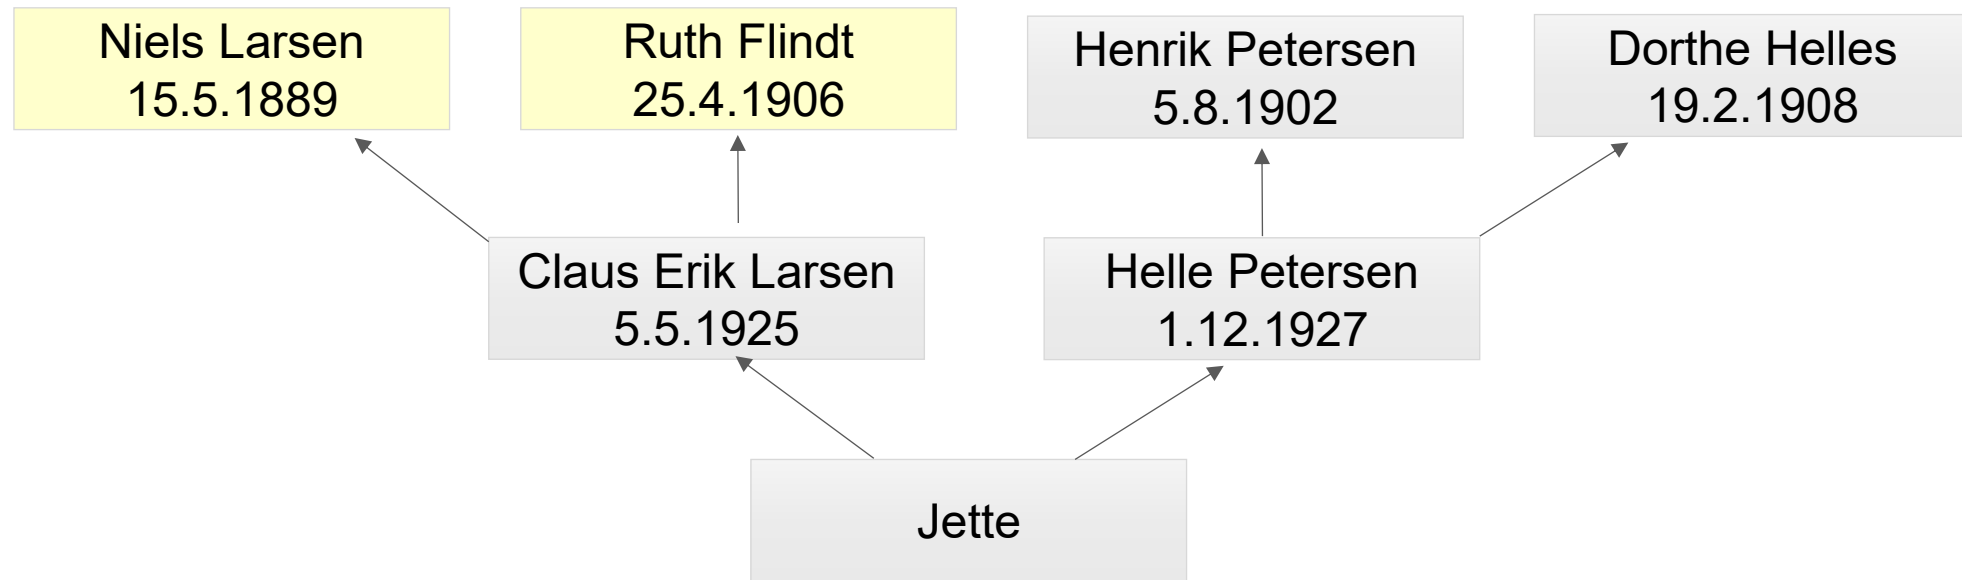 Niels Larsen
15.5.1889
Ruth Flindt
25.4.1906
Henrik Petersen
5.8.1902
Dorthe Helles
19.2.1908
Claus Erik Larsen
5.5.1925
Helle Petersen
1.12.1927
Jette